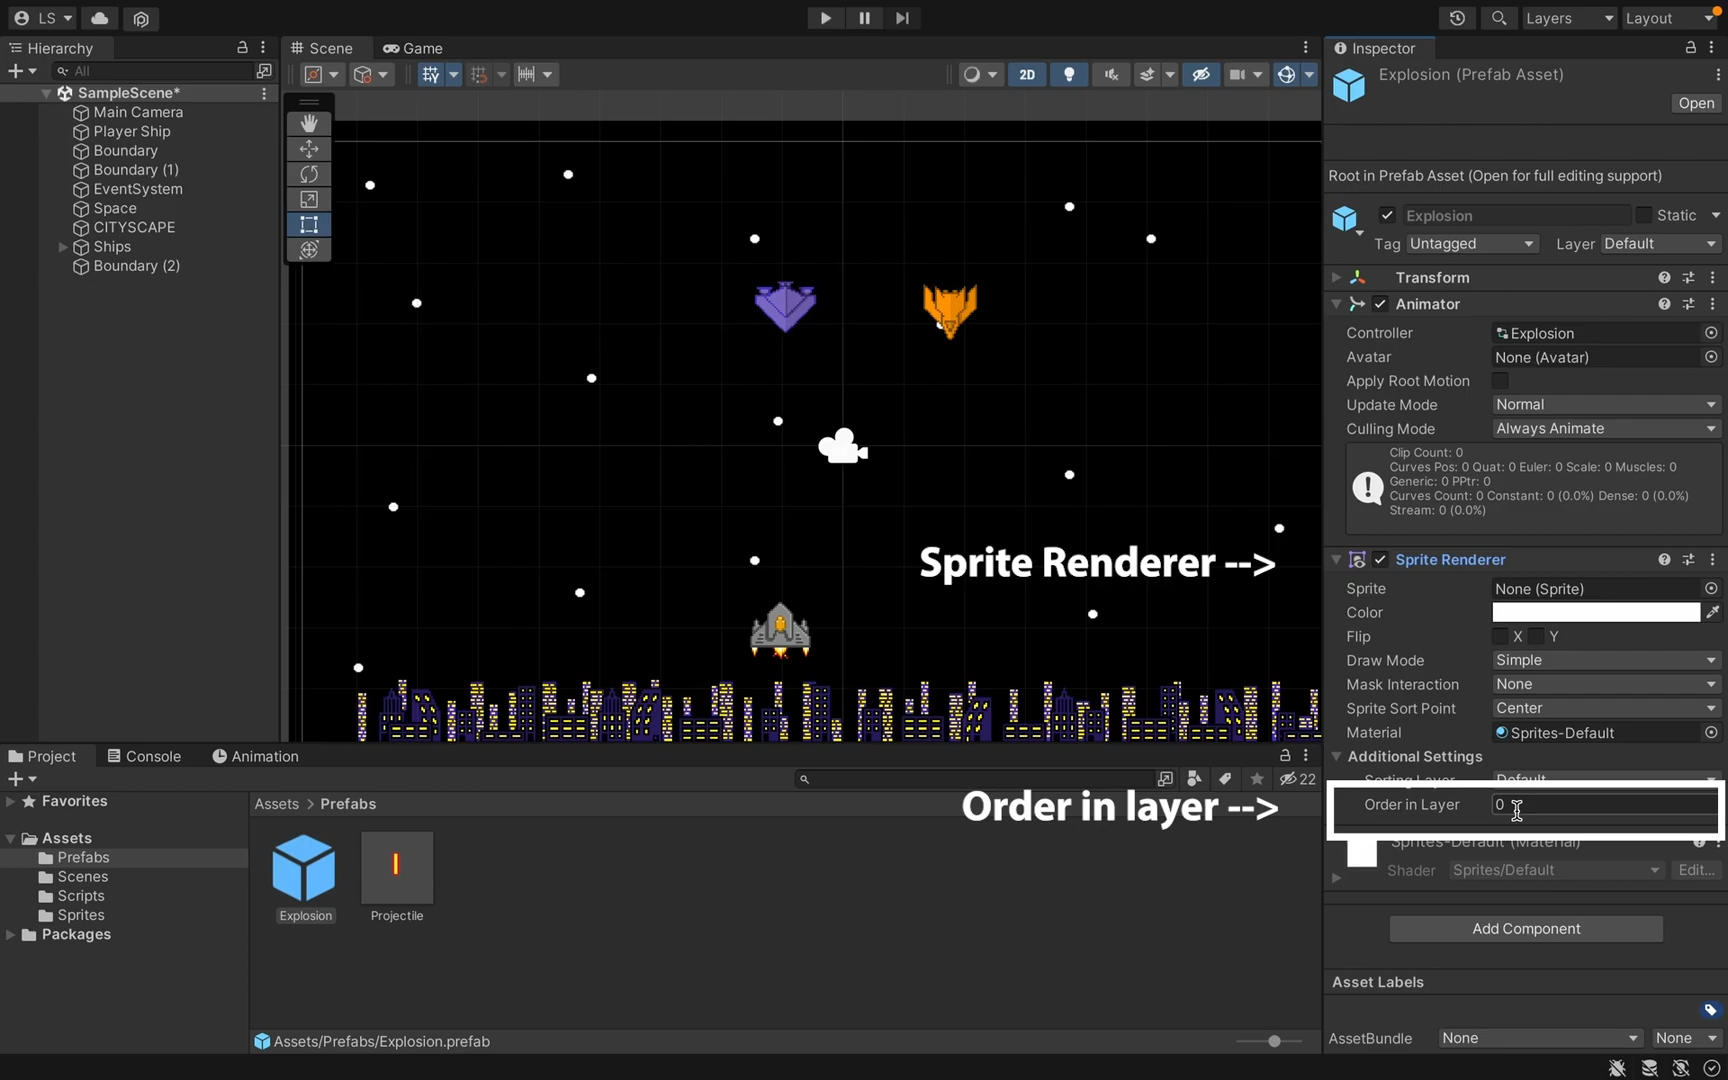 LS
Layers
Layout
Hierarchy
All
SampleScene*
Main Camera
Player Ship
Boundary
Boundary (1)
EventSystem
Space
CITYSCAPE
Ships
Boundary (2)
Scene
Game
2D
Sprite Renderer -->
Order in layer -->
Inspector
Explosion (Prefab Asset)
Open
Root in Prefab Asset (Open for full editing support)
Explosion
Static
Tag Untagged Layer Default
Transform
Animator
Controller Explosion
Avatar None (Avatar)
Apply Root Motion
Update Mode Normal
Culling Mode Always Animate
Clip Count: 0
Curves Pos: 0 Quat: 0 Euler: 0 Scale: 0 Muscles: 0
Generic: 0 PPtr: 0
Curves Count: 0 Constant: 0 (0.0%) Dense: 0 (0.0%)
Stream: 0 (0.0%)
Sprite Renderer
Sprite None (Sprite)
Color
Flip X Y
Draw Mode Simple
Mask Interaction None
Sprite Sort Point Center
Material Sprites-Default
Additional Settings
Sorting Layer Default
Order in Layer 0
Sprites-Default (Material)
Shader Sprites/Default Edit...
Add Component
Asset Labels
AssetBundle None None
Project
Console
Animation
22
Favorites
Assets
Prefabs
Scenes
Scripts
Sprites
Packages
Assets > Prefabs
Explosion
Projectile
Assets/Prefabs/Explosion.prefab